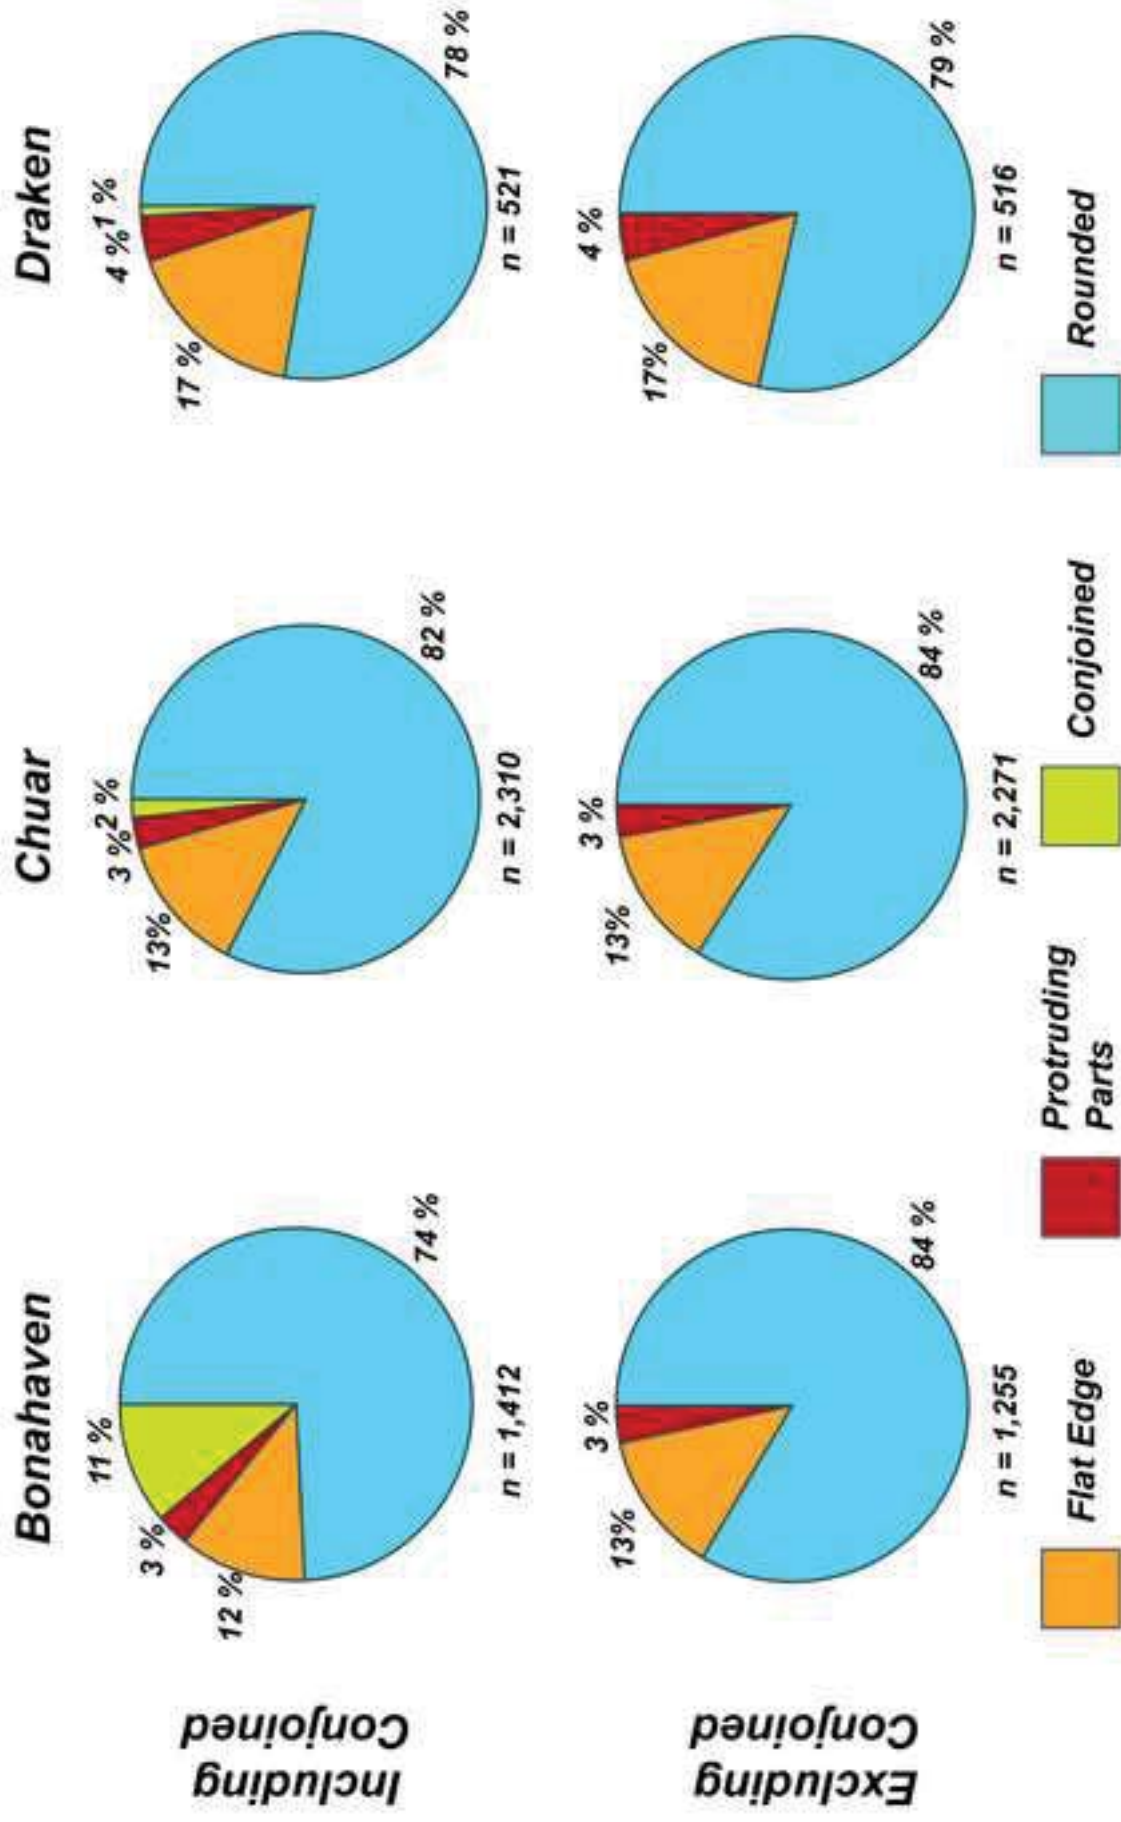 Bonahaven
Chuar
Draken
Including
Conjoined
11 %
3 %
12 %
74 %
n = 1,412
2 %
3 %
13%
82 %
n = 2,310
1 %
4 %
17 %
78 %
n = 521
Excluding
Conjoined
3 %
13%
84 %
n = 1,255
3 %
13%
84 %
n = 2,271
4 %
17%
79 %
n = 516
Flat Edge
Protruding
Parts
Conjoined
Rounded